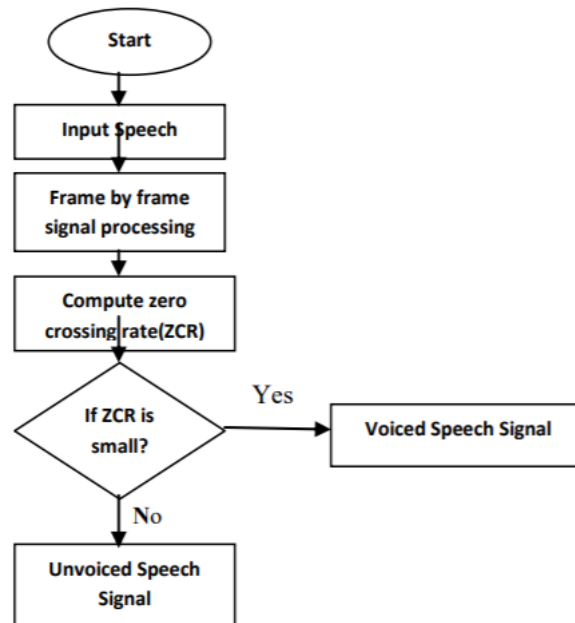 Start
Input Speech
Frame by frame
signal processing
Compute zero
crossing rate(ZCR)
If ZCR is
small?
Yes
Voiced Speech Signal
No
Unvoiced Speech
Signal